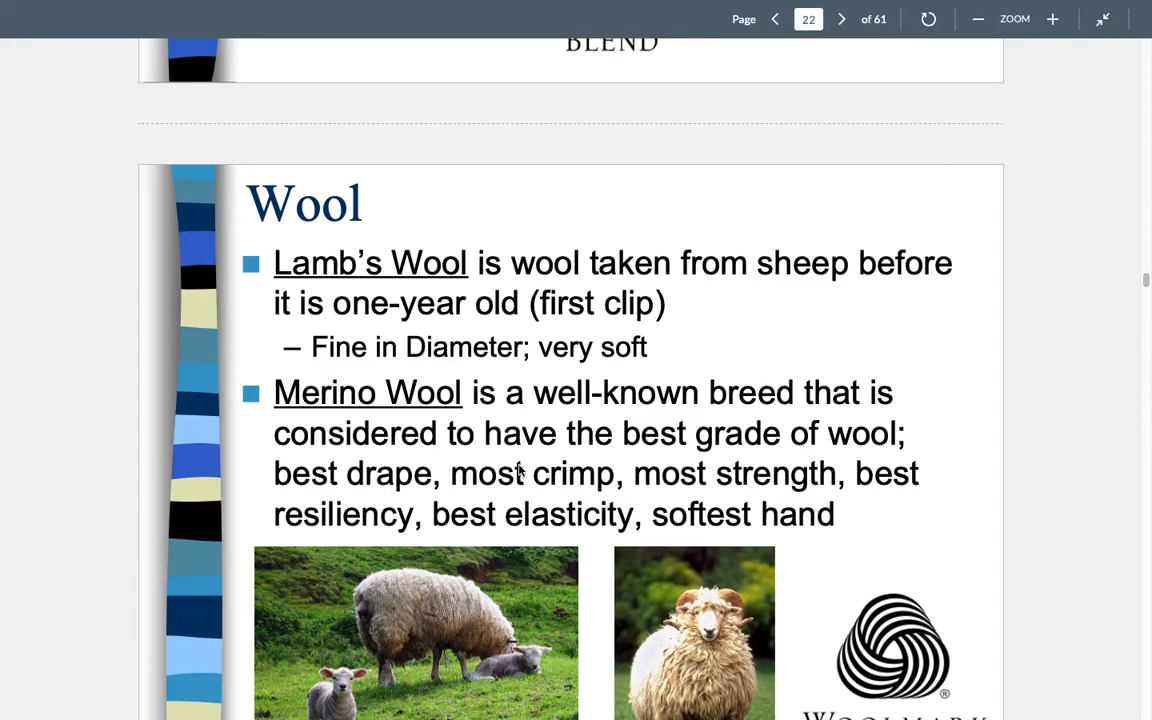 Page 22 of 61 ZOOM
BLEND
Wool
Lamb's Wool is wool taken from sheep before
it is one-year old (first clip)
– Fine in Diameter; very soft
Merino Wool is a well-known breed that is
considered to have the best grade of wool;
best drape, most crimp, most strength, best
resiliency, best elasticity, softest hand
®
WOOLMARK